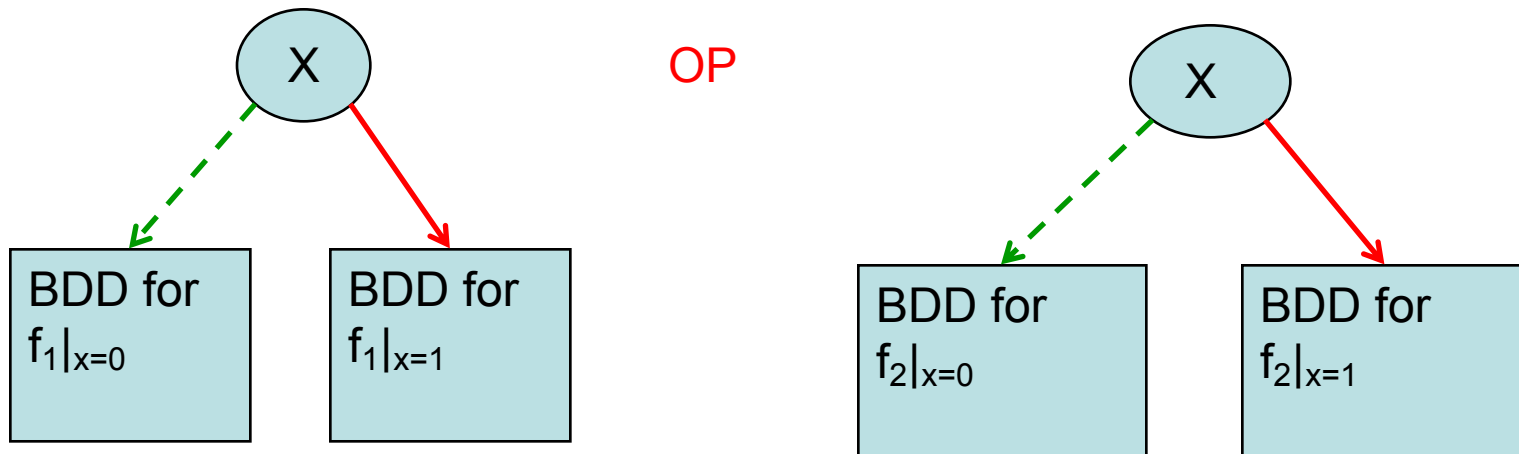 X
OP
X
BDD for
f₁|ₓ₌₀
BDD for
f₁|ₓ₌₁
BDD for
f₂|ₓ₌₀
BDD for
f₂|ₓ₌₁